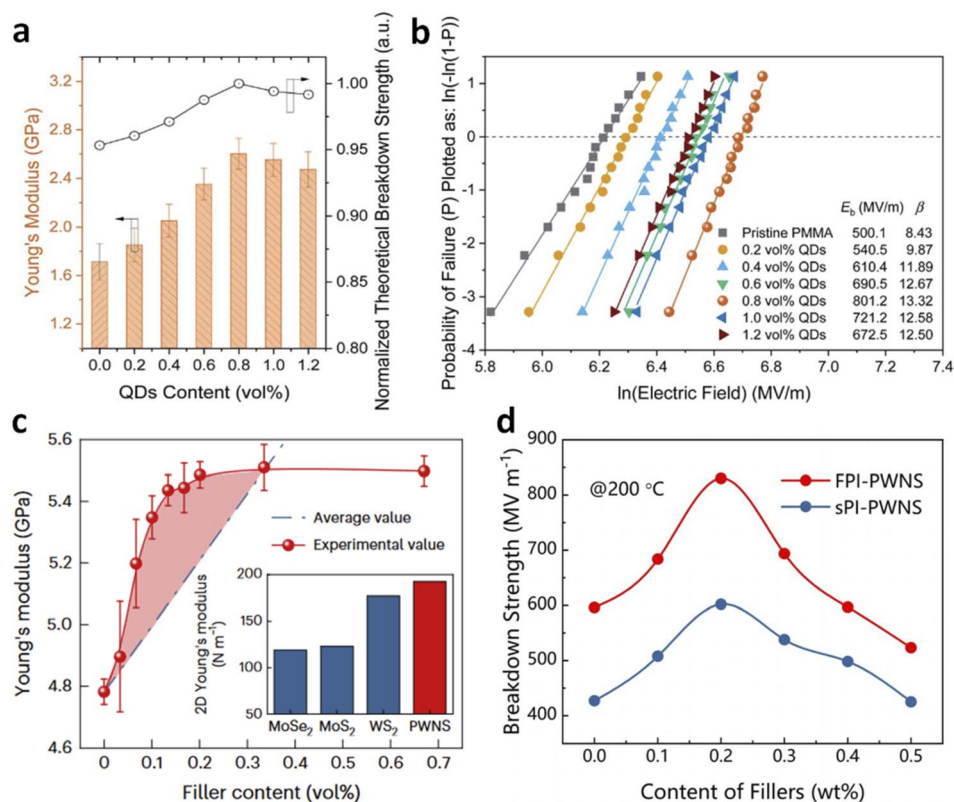 a
Young's Modulus (GPa)
3.2
2.8
2.4
2.0
1.6
1.2
Normalized Theoretical Breakdown Strength (a.u.)
1.00
0.95
0.90
0.85
0.80
0.0 0.2 0.4 0.6 0.8 1.0 1.2
QDs Content (vol%)
b
Probability of Failure (P) Plotted as: ln(-ln(1-P))
1
0
-1
-2
-3
-4
Eb (MV/m) β
Pristine PMMA 500.1 8.43
0.2 vol% QDs 540.5 9.87
0.4 vol% QDs 610.4 11.89
0.6 vol% QDs 690.5 12.67
0.8 vol% QDs 801.2 13.32
1.0 vol% QDs 721.2 12.58
1.2 vol% QDs 672.5 12.50
5.8 6.0 6.2 6.4 6.6 6.8 7.0 7.2 7.4
ln(Electric Field) (MV/m)
c
Young's modulus (GPa)
5.6
5.4
5.2
5.0
4.8
4.6
Average value
Experimental value
2D Young's modulus
(N m⁻¹)
200
150
100
50
MoSe₂ MoS₂ WS₂ PWNS
0 0.1 0.2 0.3 0.4 0.5 0.6 0.7
Filler content (vol%)
d
Breakdown Strength (MV m⁻¹)
900
800
700
600
500
400
@200 °C
FPI-PWNS
sPI-PWNS
0.0 0.1 0.2 0.3 0.4 0.5
Content of Fillers (wt%)